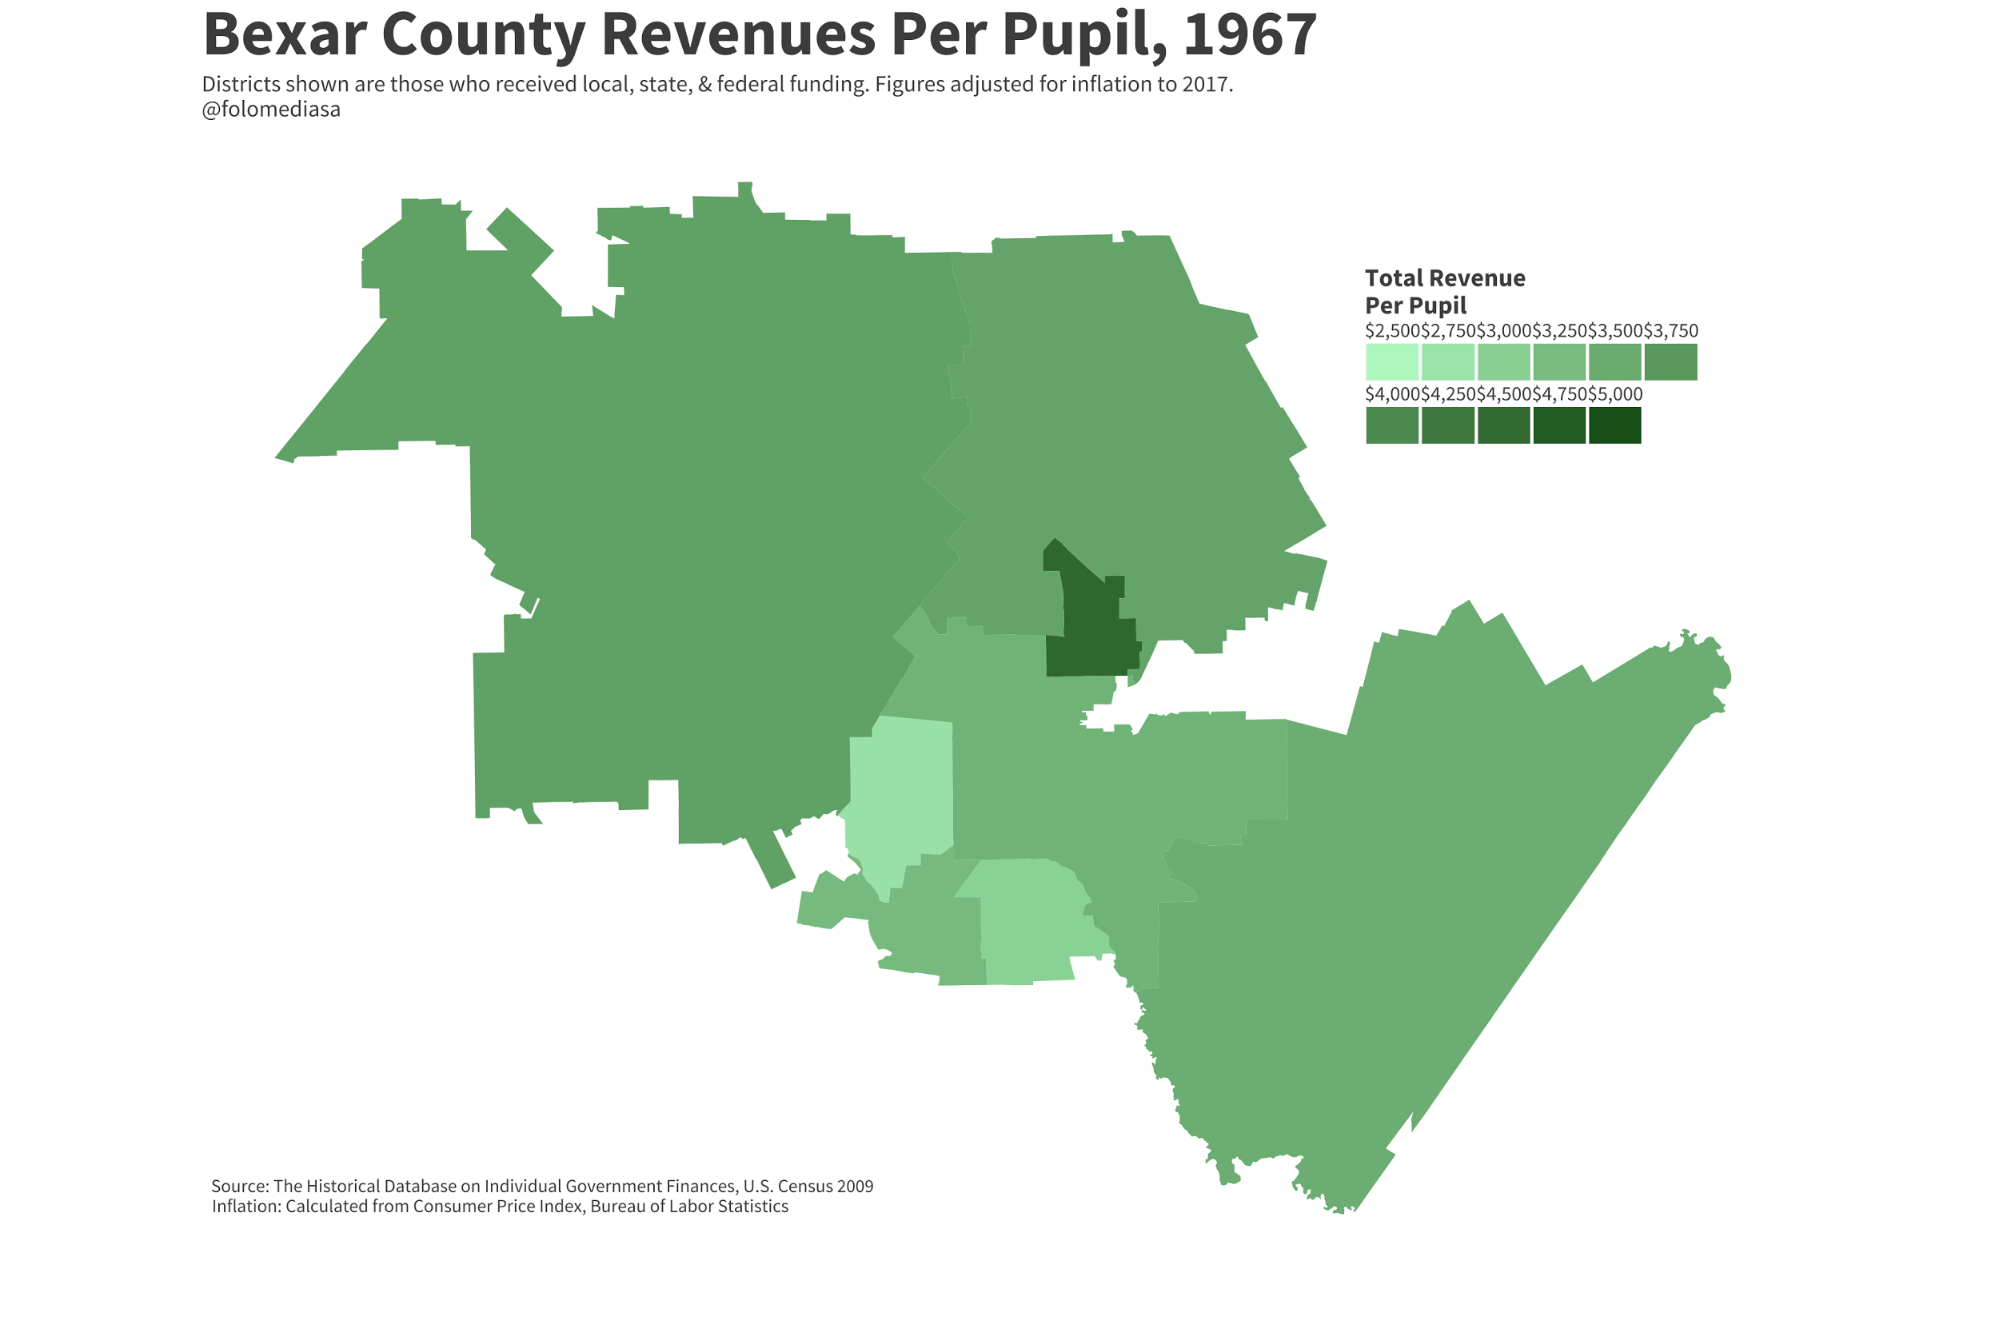 Bexar County Revenues Per Pupil, 1967
Districts shown are those who received local, state, & federal funding. Figures adjusted for inflation to 2017.
@folomediasa
Total Revenue
Per Pupil
$2,500 $2,750 $3,000 $3,250 $3,500 $3,750
$4,000 $4,250 $4,500 $4,750 $5,000
Source: The Historical Database on Individual Government Finances, U.S. Census 2009
Inflation: Calculated from Consumer Price Index, Bureau of Labor Statistics